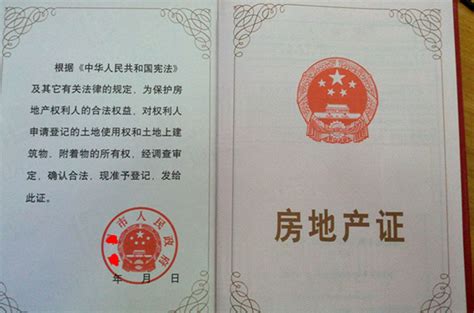 根据《中华人民共和国宪法》
及其它有关法律的规定，为保护房
地产权利人的合法权益，对权利人
申请登记的土地使用权和土地上建
筑物、附着物的所有权，经调查审
定，确认合法，现准予登记，发给
此证。
市人民政府
年 月 日
房地产证